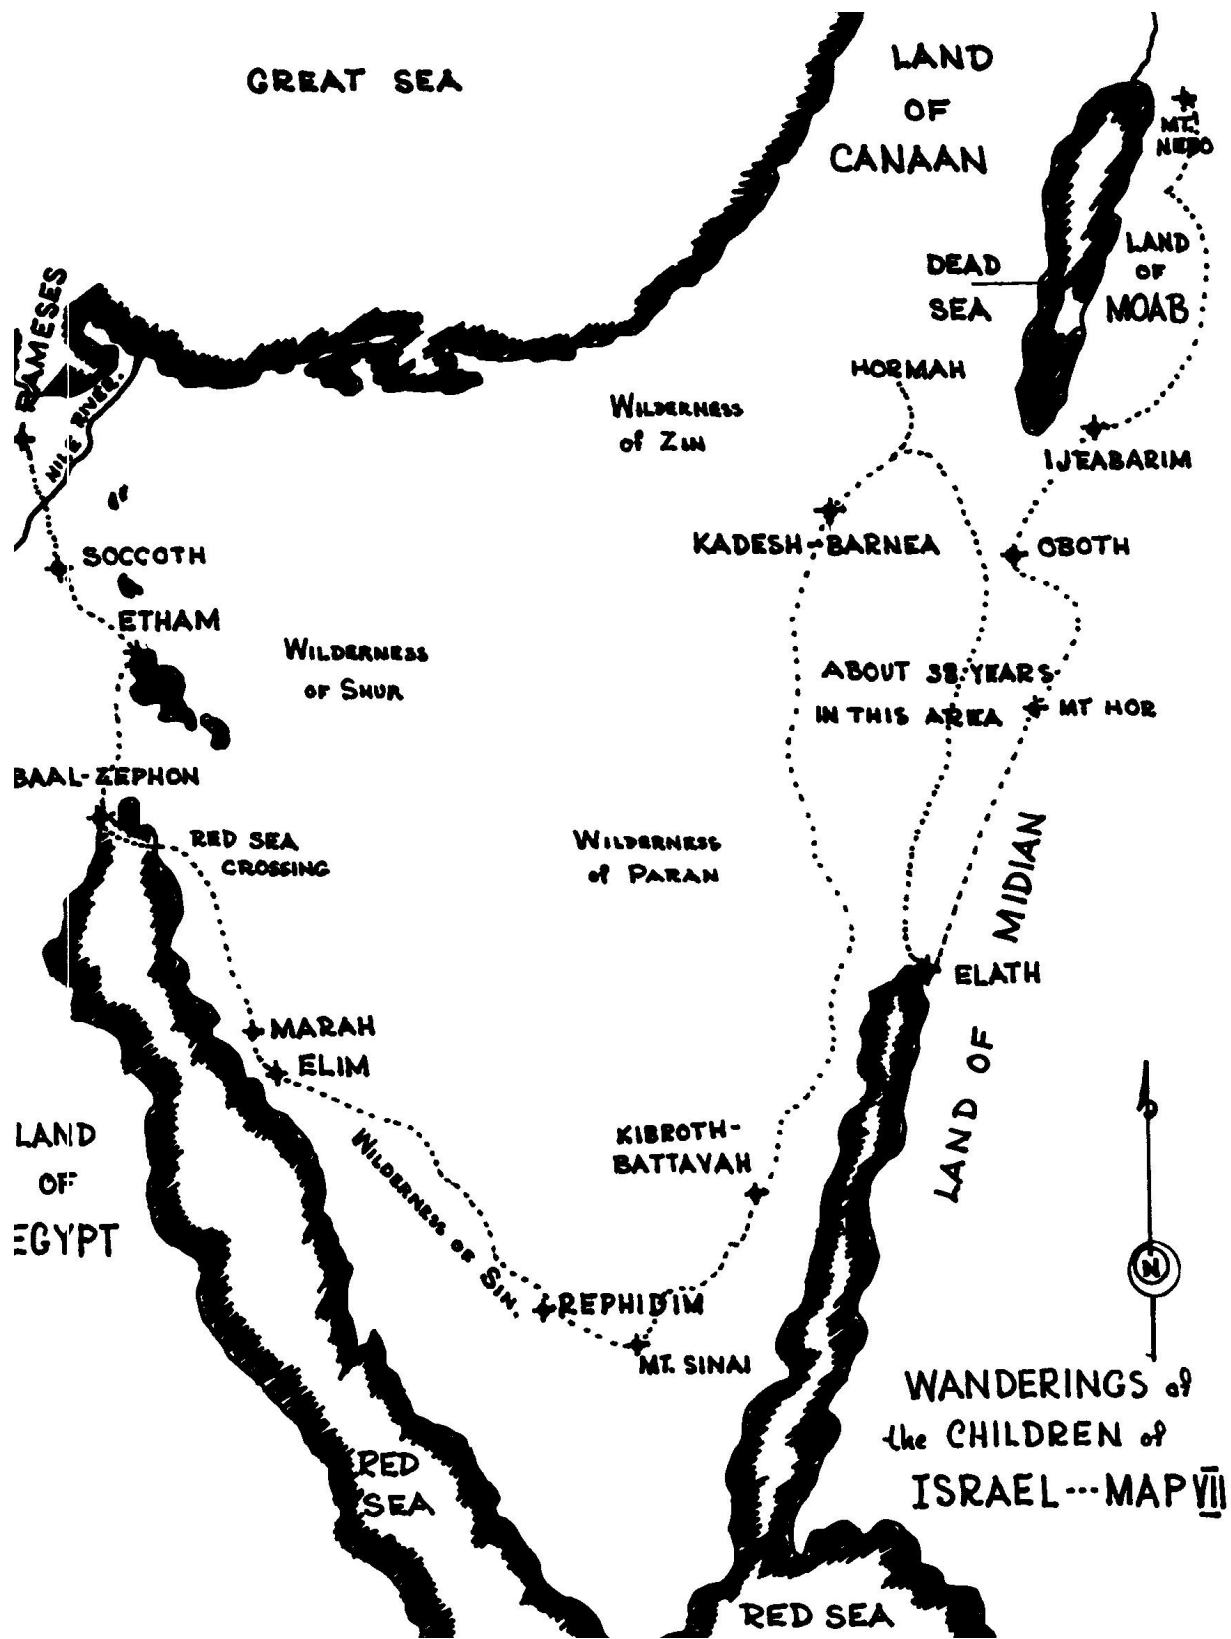 GREAT SEA
LAND
OF
CANAAN
MT.
NEBO
LAND
OF
MOAB
DEAD
SEA
RAMESES
NILE RIVER.
HORMAH
WILDERNESS
of ZIN
IJEABARIM
KADESH-BARNEA
OBOTH
SOCCOTH
ETHAM
WILDERNESS
OF SHUR
ABOUT 38 YEARS
IN THIS AREA
MT HOR
BAAL-ZEPHON
RED SEA
CROSSING
WILDERNESS
of PARAN
LAND OF MIDIAN
ELATH
MARAH
ELIM
LAND
OF
EGYPT
WILDERNESS OF SIN.
KIBROTH-
BATTAVAH
REPHIDIM
MT. SINAI
N
WANDERINGS of
the CHILDREN of
ISRAEL---MAP VII
RED
SEA
RED SEA